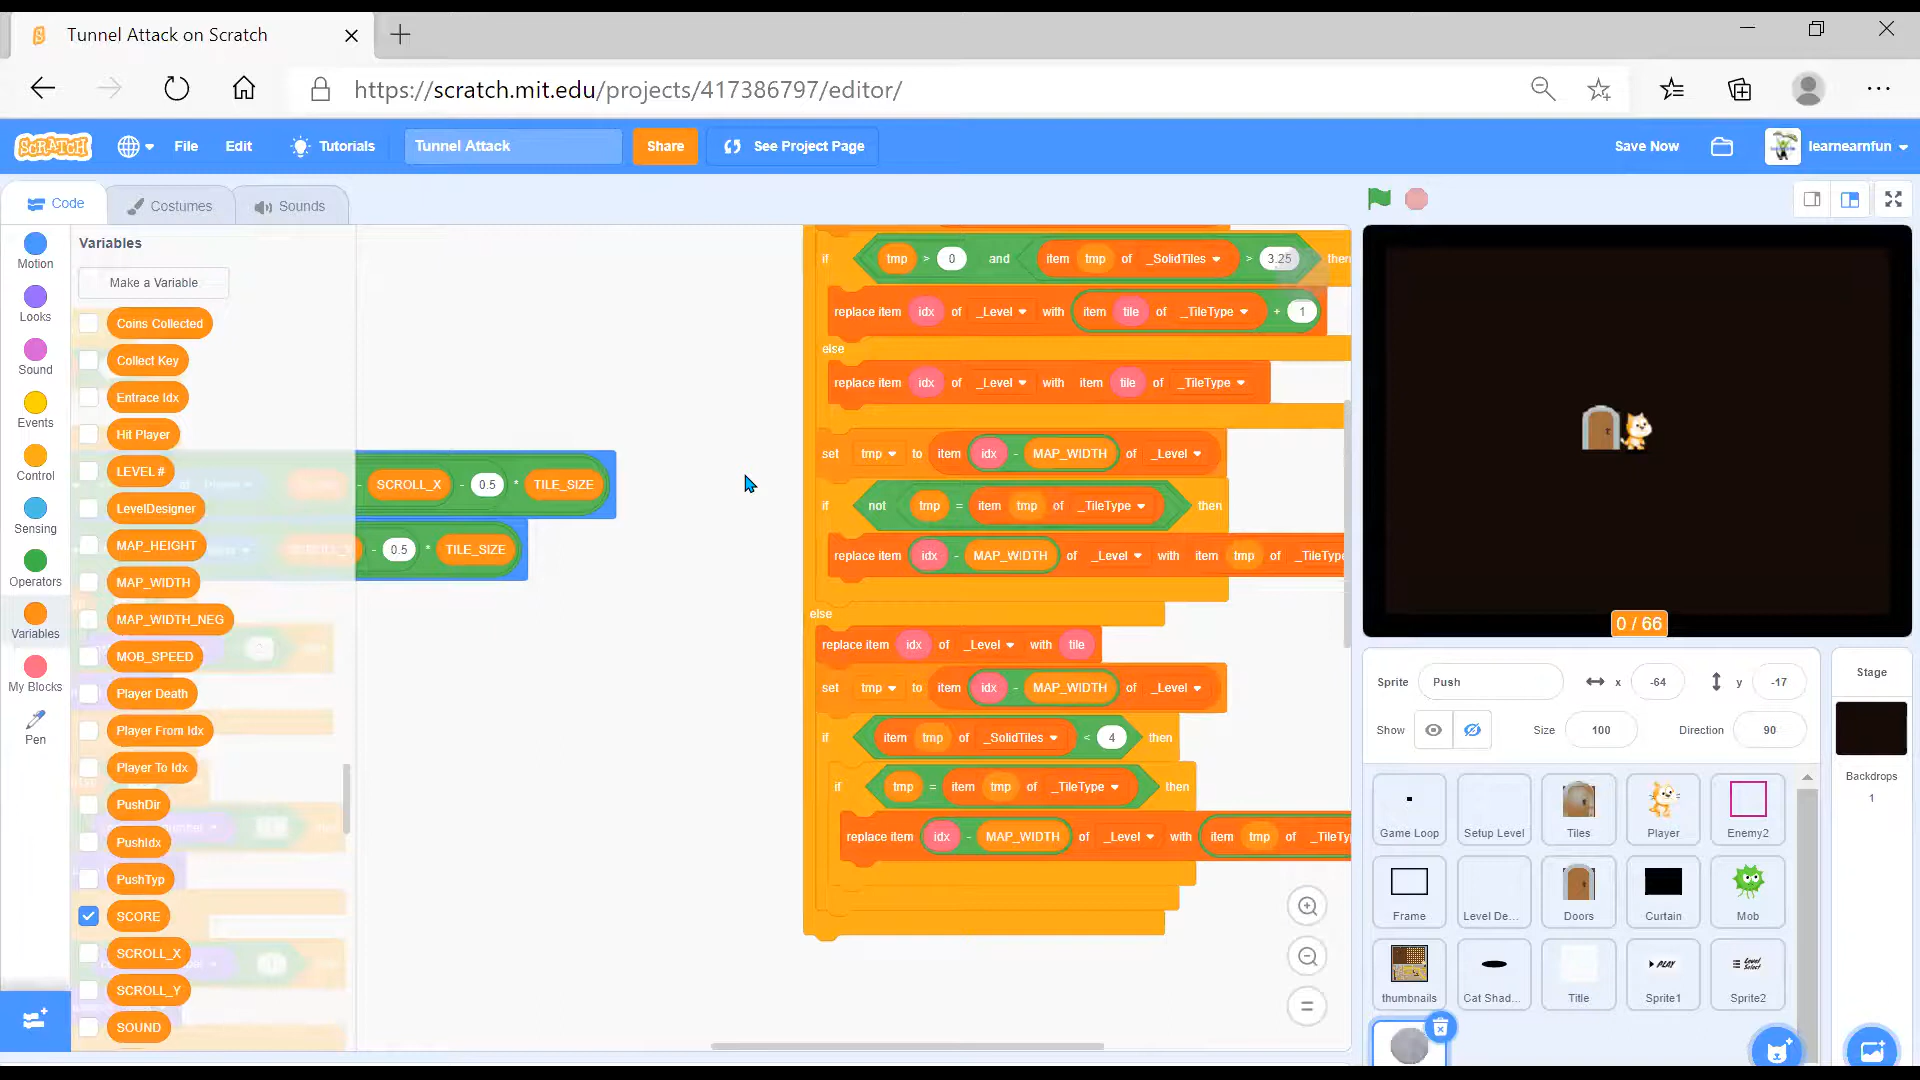 Tunnel Attack on Scratch
https://scratch.mit.edu/projects/417386797/editor/
SCRATCH File Edit Tutorials Tunnel Attack Share See Project Page Save Now learnearnfun
Code Costumes Sounds
Motion
Looks
Sound
Events
Control
Sensing
Operators
Variables
My Blocks
Pen
Variables
Make a Variable
Coins Collected
Collect Key
Entrace Idx
Hit Player
LEVEL #
LevelDesigner
MAP_HEIGHT
MAP_WIDTH
MAP_WIDTH_NEG
MOB_SPEED
Player Death
Player From Idx
Player To Idx
PushDir
PushIdx
PushTyp
SCORE
SCROLL_X
SCROLL_Y
SOUND
- SCROLL_X - 0.5 * TILE_SIZE
- 0.5 * TILE_SIZE
if tmp > 0 and item tmp of _SolidTiles > 3.25 then
replace item idx of _Level with item tile of _TileType + 1
else
replace item idx of _Level with item tile of _TileType
set tmp to item idx - MAP_WIDTH of _Level
if not tmp = item tmp of _TileType then
replace item idx - MAP_WIDTH of _Level with item tmp of _TileType
else
replace item idx of _Level with tile
set tmp to item idx - MAP_WIDTH of _Level
if item tmp of _SolidTiles < 4 then
if tmp = item tmp of _TileType then
replace item idx - MAP_WIDTH of _Level with item tmp of _TileTy
0 / 66
Sprite Push x -64 y -17
Show Size 100 Direction 90
Game Loop Setup Level Tiles Player Enemy2
Frame Level De... Doors Curtain Mob
PLAY Level Select
thumbnails Cat Shad... Title Sprite1 Sprite2
Stage
Backdrops
1